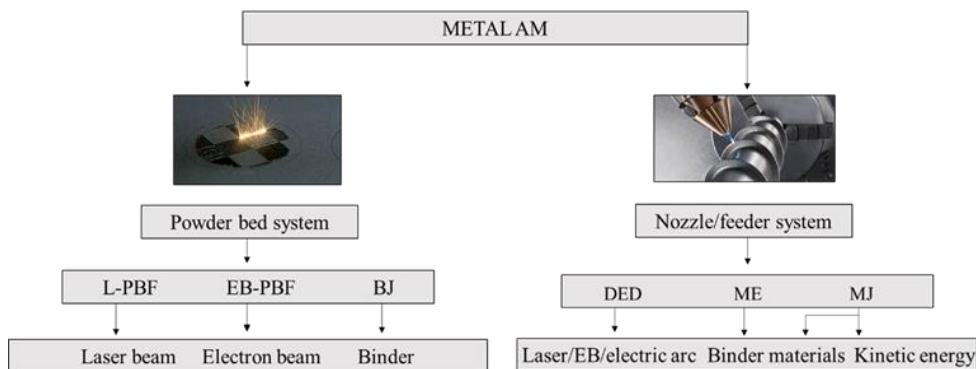 METAL AM
Powder bed system
Nozzle/feeder system
L-PBF EB-PBF BJ
DED ME MJ
Laser beam Electron beam Binder
Laser/EB/electric arc Binder materials Kinetic energy